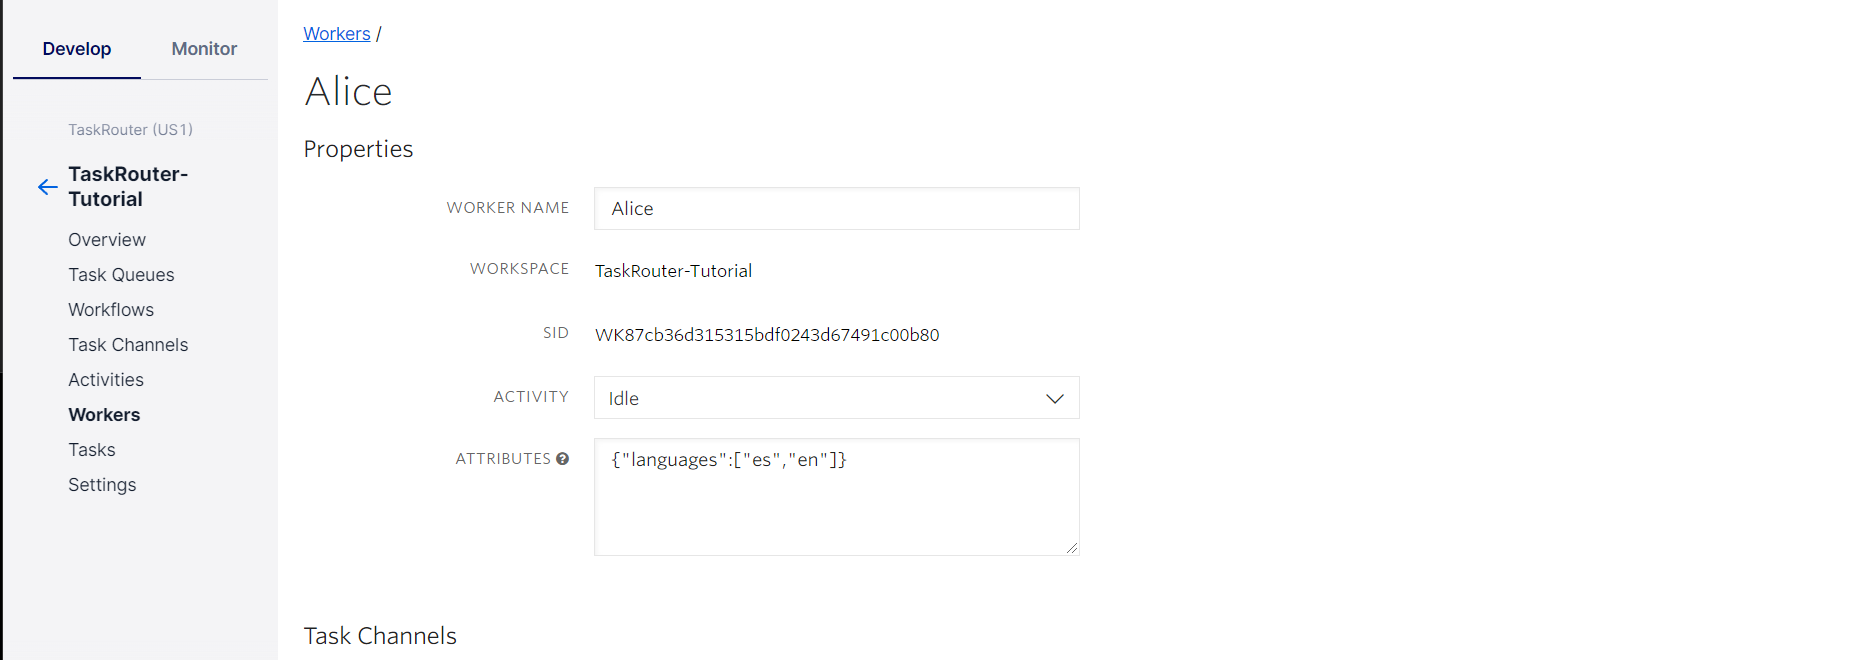 Develop
Monitor
TaskRouter (US1)
TaskRouter-
Tutorial
Overview
Task Queues
Workflows
Task Channels
Activities
Workers
Tasks
Settings
Workers /
Alice
Properties
WORKER NAME
Alice
WORKSPACE
TaskRouter-Tutorial
SID
WK87cb36d315315bdf0243d67491c00b80
ACTIVITY
Idle
ATTRIBUTES ?
{"languages":["es","en"]}
Task Channels